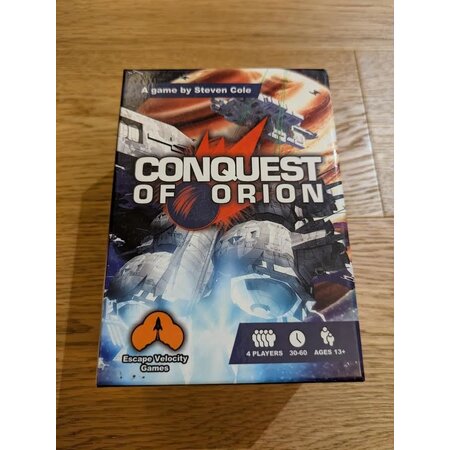 A game by Steven Cole
CONQUEST
OF ORION
Escape Velocity
Games
4 PLAYERS 30-60 AGES 13+